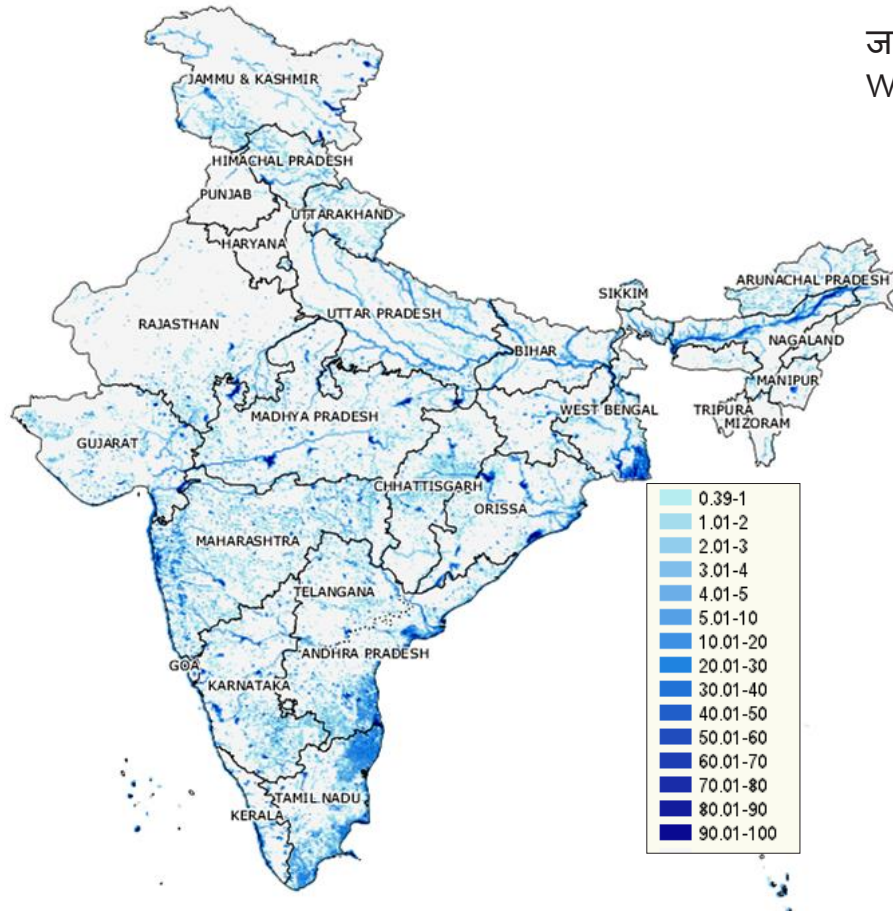 JAMMU & KASHMIR
HIMACHAL PRADESH
PUNJAB
UTTARAKHAND
HARYANA
ARUNACHAL PRADESH
SIKKIM
RAJASTHAN
UTTAR PRADESH
NAGALAND
BIHAR
MANIPUR
MADHYA PRADESH
WEST BENGAL
TRIPURA
MIZORAM
GUJARAT
CHHATTISGARH
ORISSA
MAHARASHTRA
TELANGANA
ANDHRA PRADESH
GOA
KARNATAKA
TAMIL NADU
KERALA
0.39-1
1.01-2
2.01-3
3.01-4
4.01-5
5.01-10
10.01-20
20.01-30
30.01-40
40.01-50
50.01-60
60.01-70
70.01-80
80.01-90
90.01-100